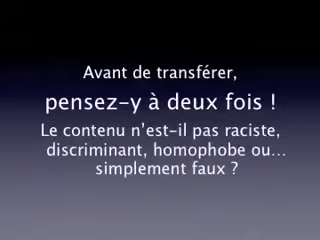 Avant de transférer,
pensez-y à deux fois !
Le contenu n'est-il pas raciste,
discriminant, homophobe ou…
simplement faux ?